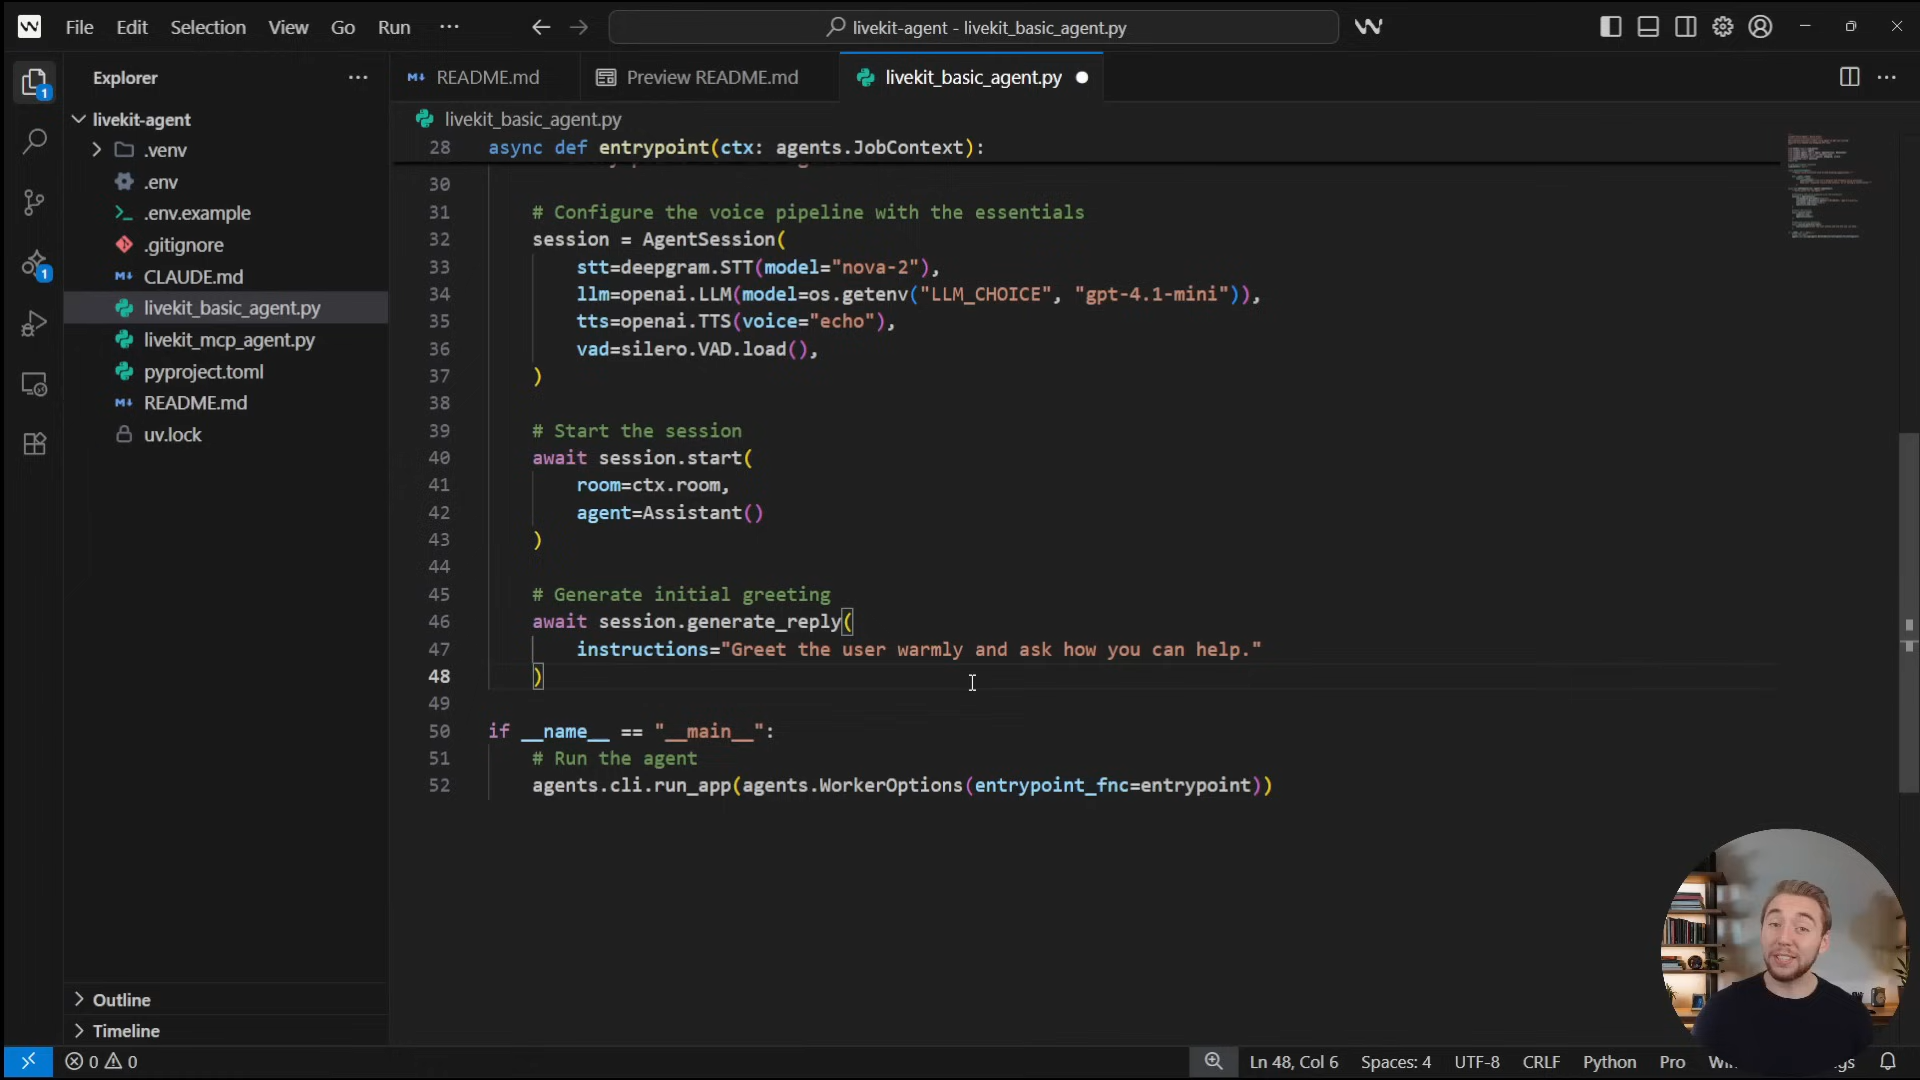 File Edit Selection View Go Run ···
livekit-agent - livekit_basic_agent.py
Explorer
README.md
Preview README.md
livekit_basic_agent.py
livekit-agent
.venv
.env
.env.example
.gitignore
CLAUDE.md
livekit_basic_agent.py
livekit_mcp_agent.py
pyproject.toml
README.md
uv.lock
Outline
Timeline
livekit_basic_agent.py
28 async def entrypoint(ctx: agents.JobContext):
30
31 # Configure the voice pipeline with the essentials
32 session = AgentSession(
33 stt=deepgram.STT(model="nova-2"),
34 llm=openai.LLM(model=os.getenv("LLM_CHOICE", "gpt-4.1-mini")),
35 tts=openai.TTS(voice="echo"),
36 vad=silero.VAD.load(),
37 )
38
39 # Start the session
40 await session.start(
41 room=ctx.room,
42 agent=Assistant()
43 )
44
45 # Generate initial greeting
46 await session.generate_reply(
47 instructions="Greet the user warmly and ask how you can help."
48 )
49
50 if __name__ == "__main__":
51 # Run the agent
52 agents.cli.run_app(agents.WorkerOptions(entrypoint_fnc=entrypoint))
0 0
Ln 48, Col 6 Spaces: 4 UTF-8 CRLF Python Pro